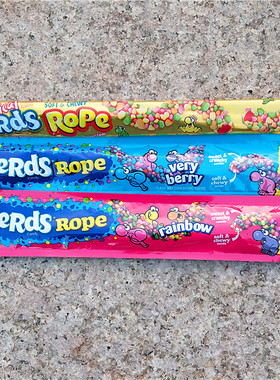 SOFT & CHEWY
RDS ROPE
eRDS ROPE
very
berry
sweet &
crunchy
soft &
chewy
eRDS ROPE
rainbow
sweet &
crunchy
soft &
chewy